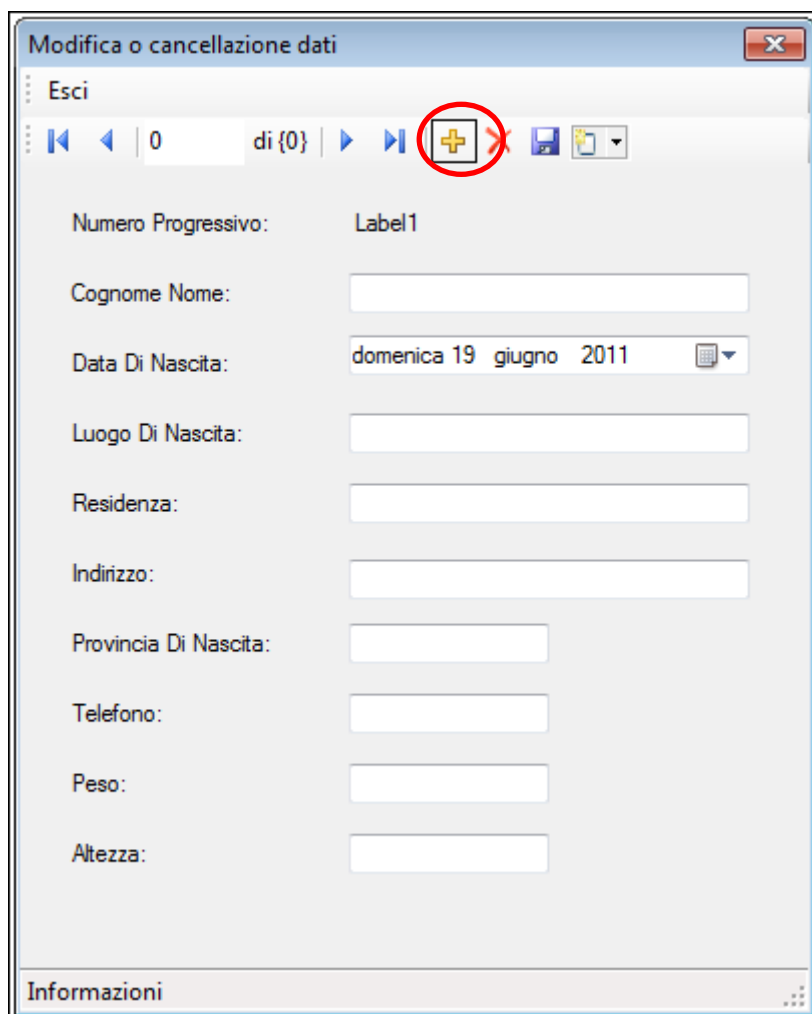 Modifica o cancellazione dati
Esci
0 di {0}
Numero Progressivo: Label1
Cognome Nome:
Data Di Nascita: domenica 19 giugno 2011
Luogo Di Nascita:
Residenza:
Indirizzo:
Provincia Di Nascita:
Telefono:
Peso:
Altezza:
Informazioni